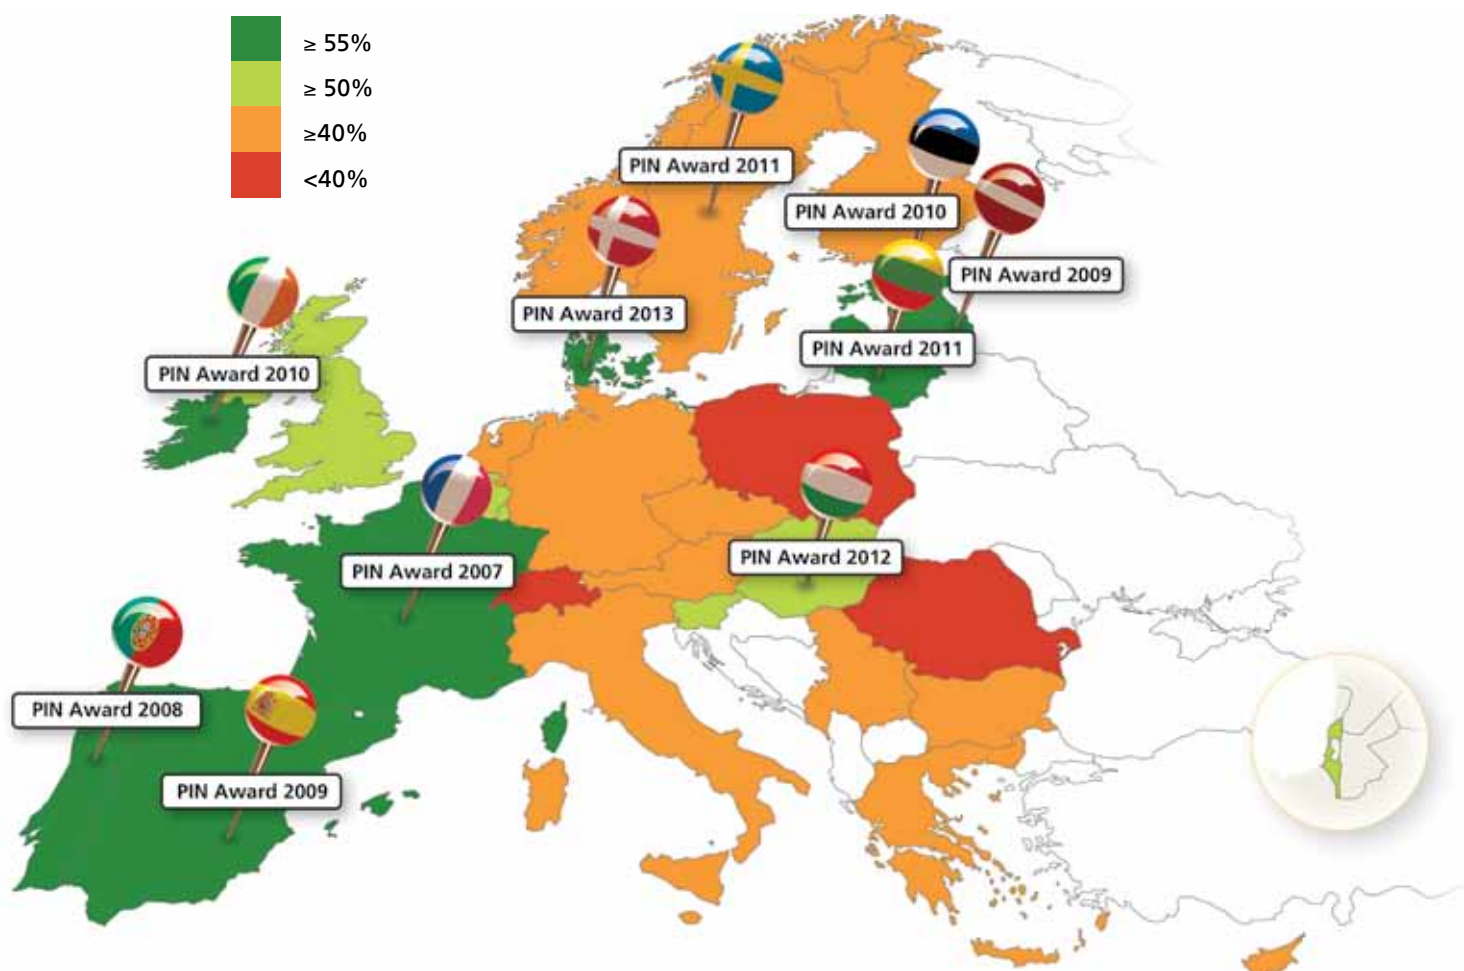 ≥ 55%
≥ 50%
≥40%
<40%
PIN Award 2011
PIN Award 2010
PIN Award 2009
PIN Award 2013
PIN Award 2011
PIN Award 2010
PIN Award 2012
PIN Award 2007
PIN Award 2008
PIN Award 2009